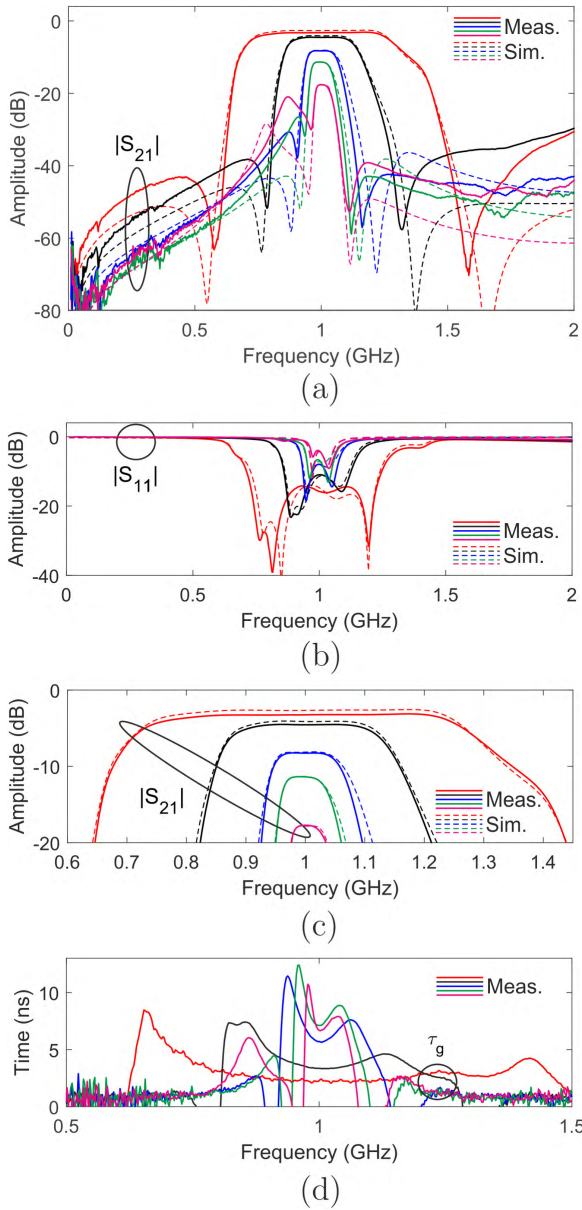 0
-20
-40
-60
-80
Amplitude (dB)
|S21|
Meas.
Sim.
0 0.5 1 1.5 2
Frequency (GHz)
(a)
0
-20
-40
Amplitude (dB)
|S11|
Meas.
Sim.
0 0.5 1 1.5 2
Frequency (GHz)
(b)
0
-10
-20
Amplitude (dB)
|S21|
Meas.
Sim.
0.6 0.7 0.8 0.9 1 1.1 1.2 1.3 1.4
Frequency (GHz)
(c)
10
5
0
Time (ns)
Meas.
τg
0.5 1 1.5
Frequency (GHz)
(d)